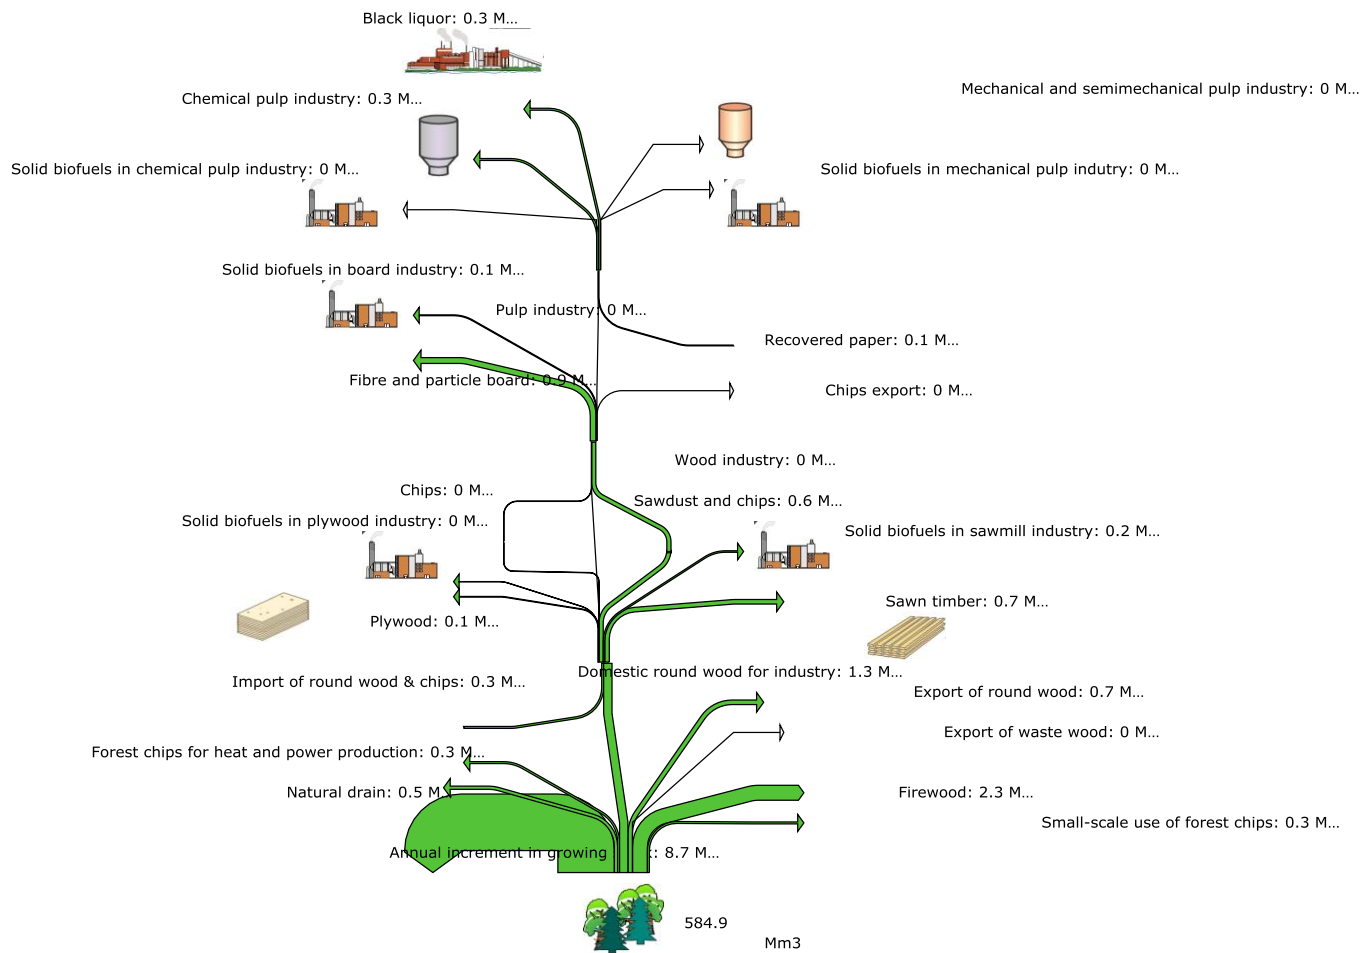 Black liquor: 0.3 M...
Mechanical and semimechanical pulp industry: 0 M...
Chemical pulp industry: 0.3 M...
Solid biofuels in chemical pulp industry: 0 M...
Solid biofuels in mechanical pulp indutry: 0 M...
Solid biofuels in board industry: 0.1 M...
Pulp industry: 0 M...
Recovered paper: 0.1 M...
Fibre and particle board: 0.9 M...
Chips export: 0 M...
Wood industry: 0 M...
Chips: 0 M...
Sawdust and chips: 0.6 M...
Solid biofuels in plywood industry: 0 M...
Solid biofuels in sawmill industry: 0.2 M...
Sawn timber: 0.7 M...
Plywood: 0.1 M...
Domestic round wood for industry: 1.3 M...
Import of round wood & chips: 0.3 M...
Export of round wood: 0.7 M...
Export of waste wood: 0 M...
Forest chips for heat and power production: 0.3 M...
Natural drain: 0.5 M...
Firewood: 2.3 M...
Small-scale use of forest chips: 0.3 M...
Annual increment in growing : 8.7 M...
584.9
Mm3